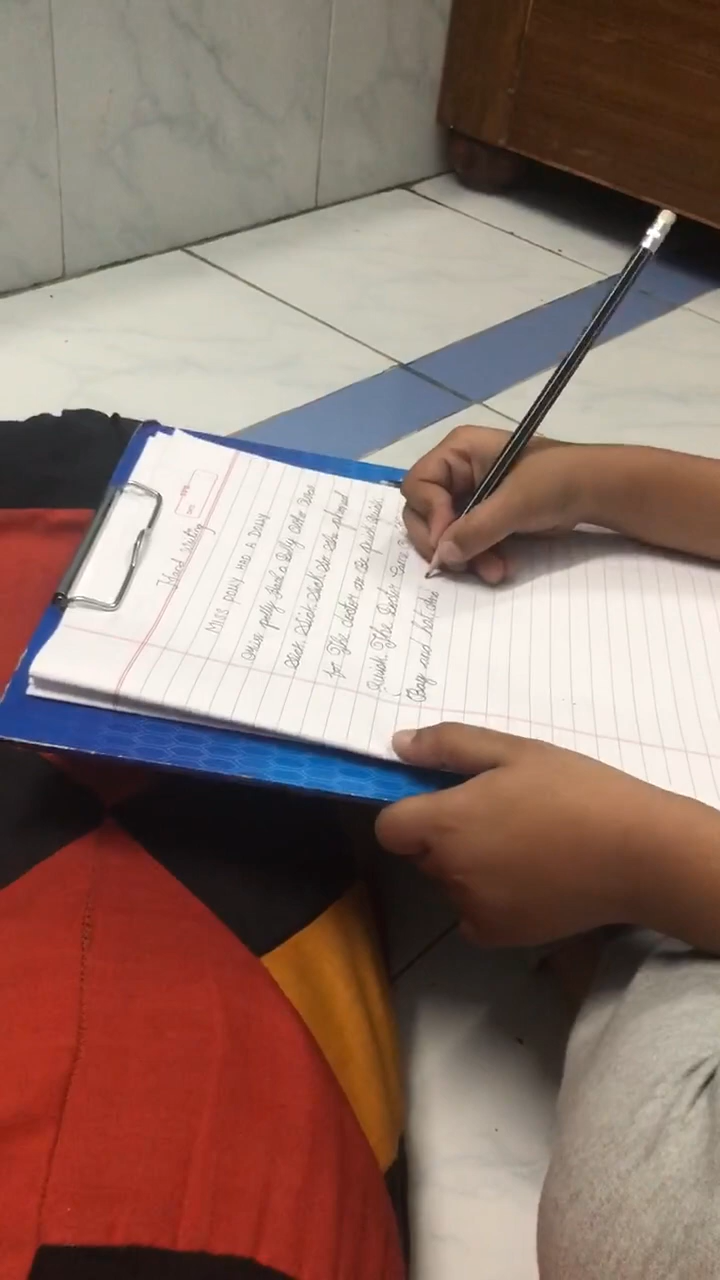 Hand writing
MISS POLLY HAD A DOLLY
Miss polly had a dolly who was
sick sick sick so she phoned
for The doctor to be quick quick
Quick The Doctor came
Bag and hat and